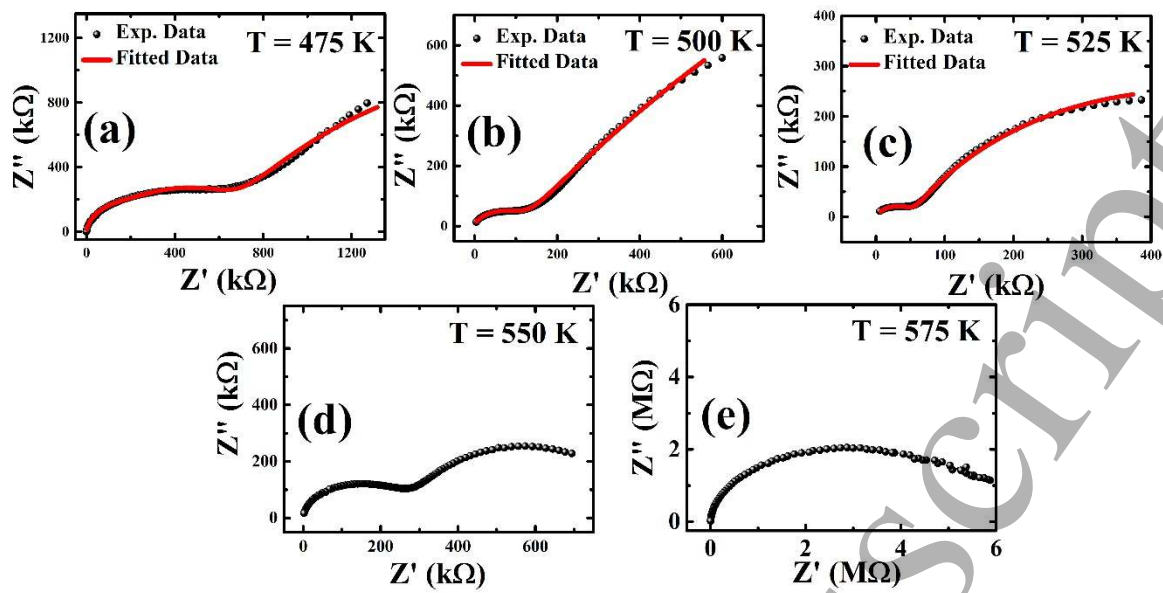 Exp. Data
Fitted Data
T = 475 K
(a)
1200
800
400
0
0
400
800
1200
Z'' (kΩ)
Z' (kΩ)
Exp. Data
Fitted Data
T = 500 K
(b)
600
400
200
0
0
200
400
600
Z'' (kΩ)
Z' (kΩ)
Exp. Data
Fitted Data
T = 525 K
(c)
400
300
200
100
0
0
100
200
300
400
Z'' (kΩ)
Z' (kΩ)
T = 550 K
(d)
600
400
200
0
0
200
400
600
Z'' (kΩ)
Z' (kΩ)
T = 575 K
(e)
6
4
2
0
0
2
4
6
Z'' (MΩ)
Z' (MΩ)
script